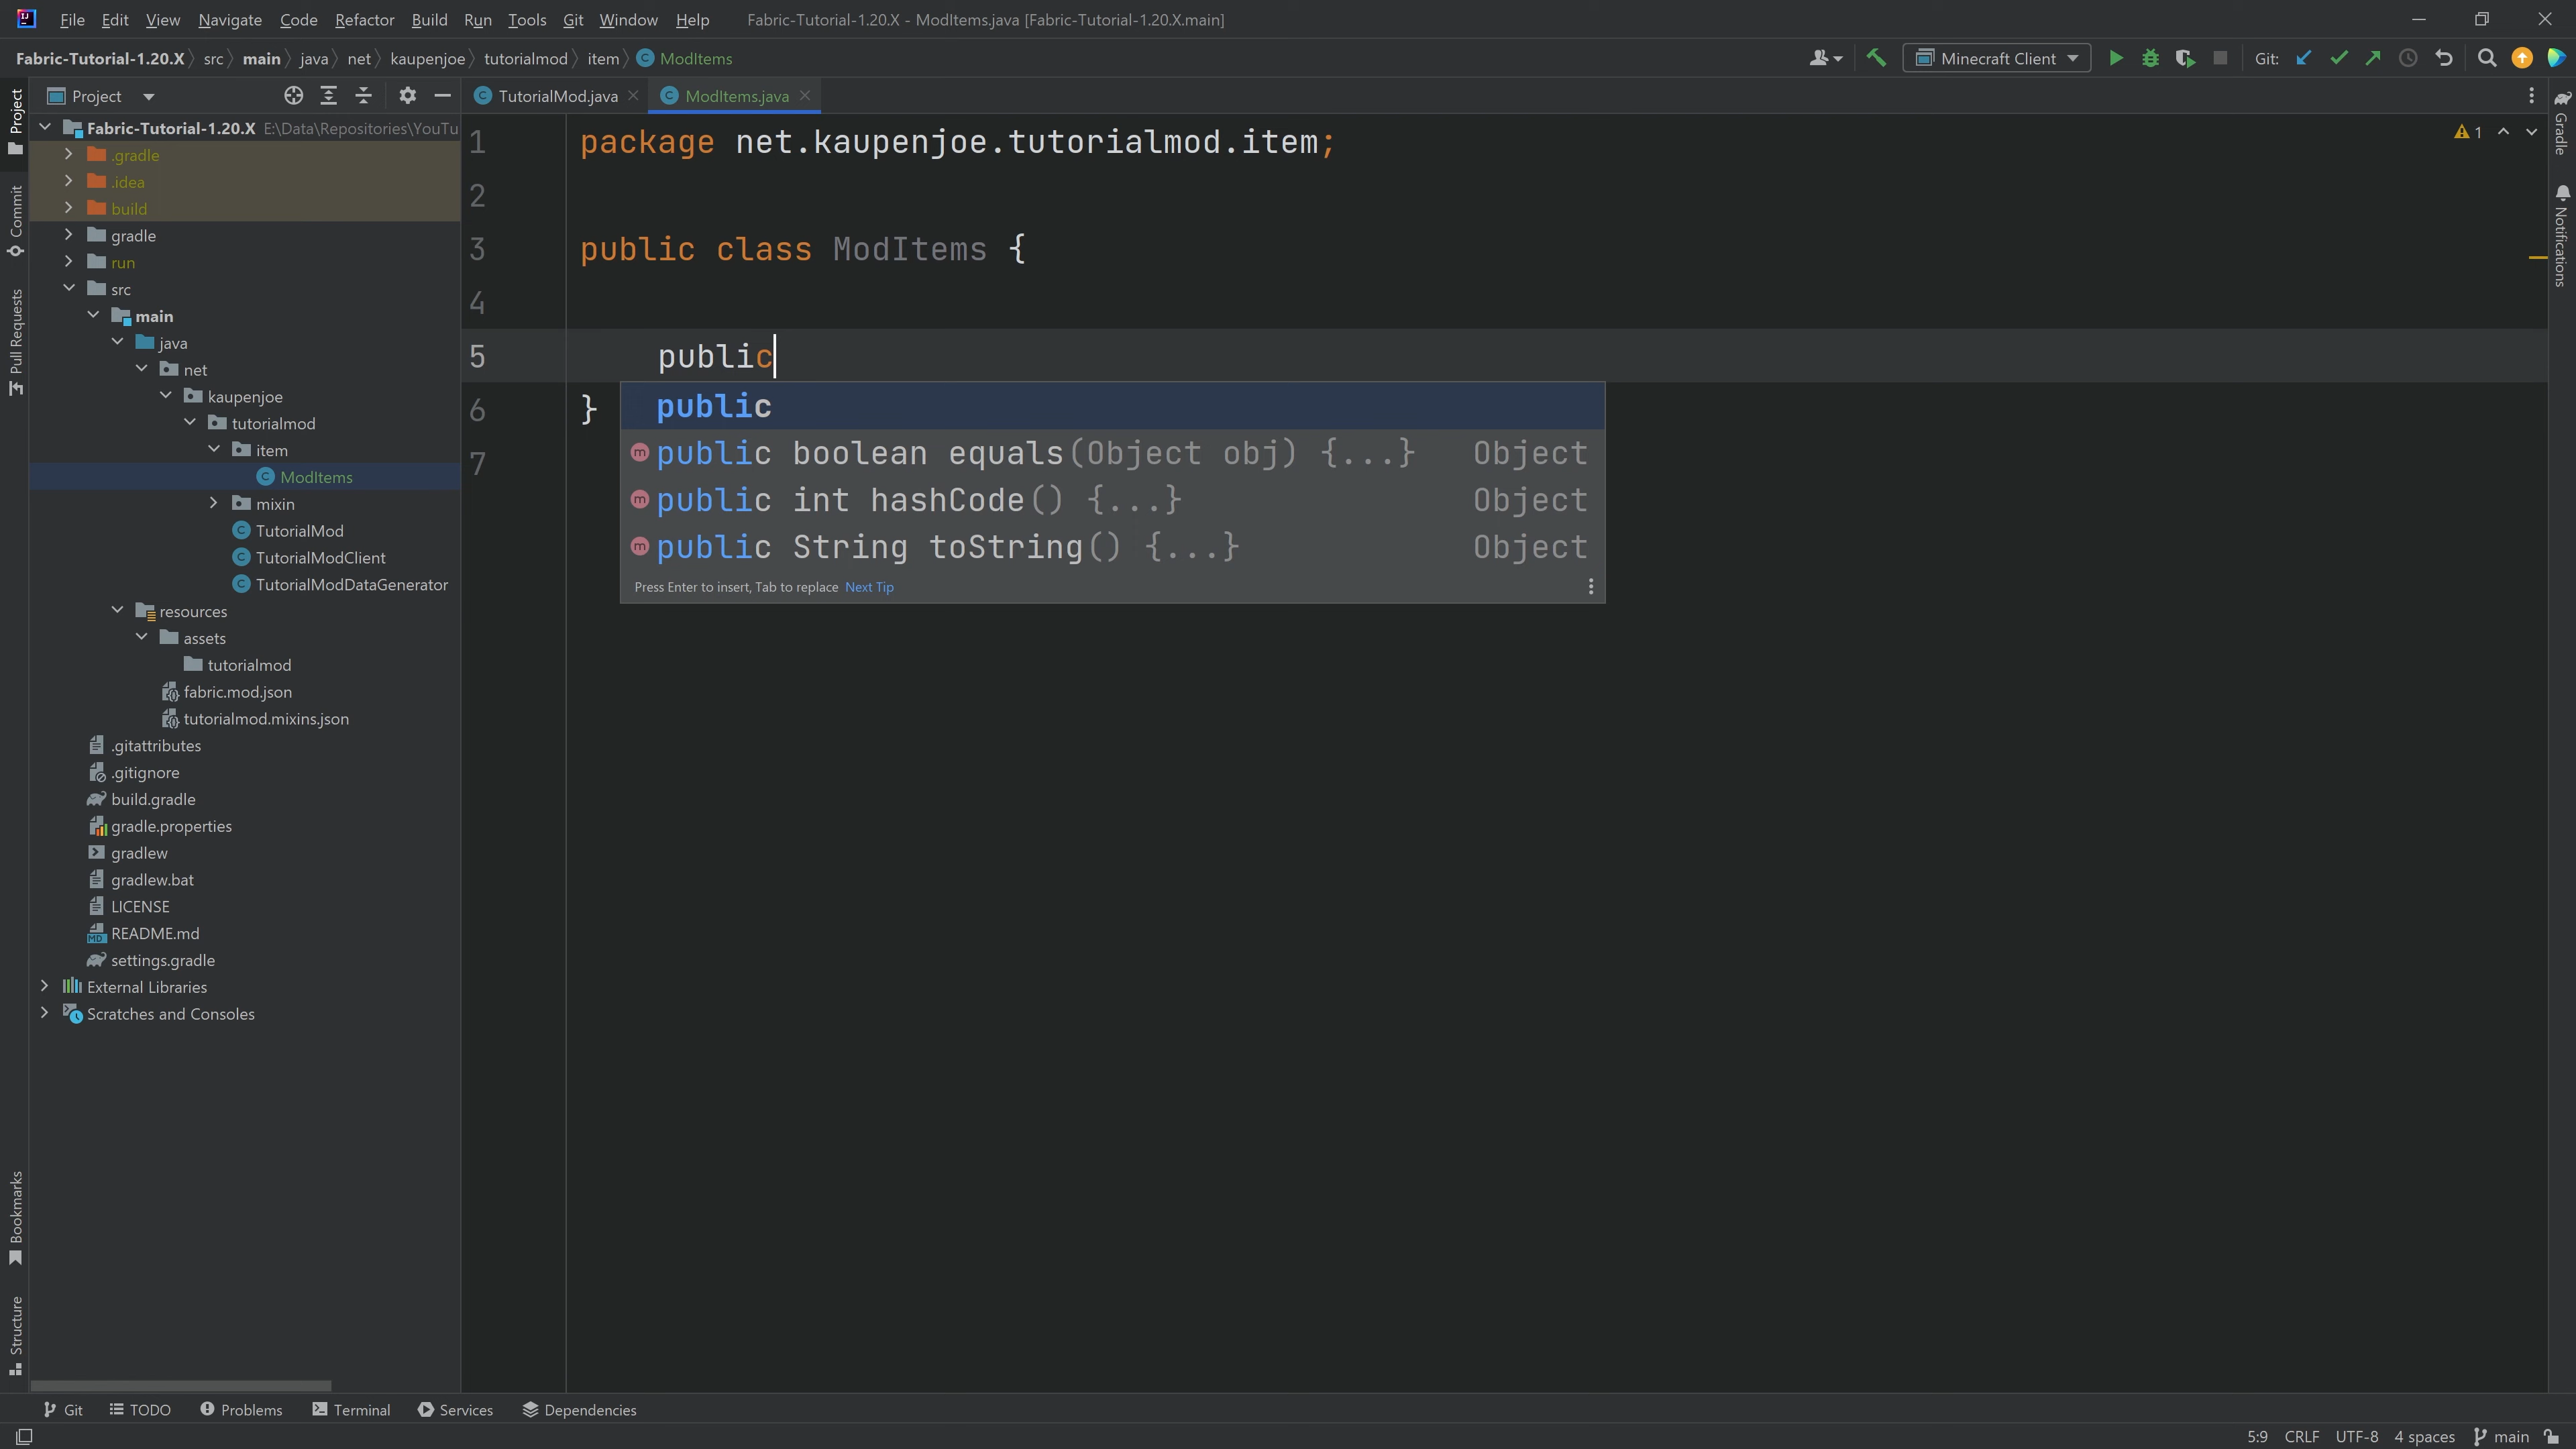 File Edit View Navigate Code Refactor Build Run Tools Git Window Help Fabric-Tutorial-1.20.X - ModItems.java [Fabric-Tutorial-1.20.X.main]
Fabric-Tutorial-1.20.X src main java net kaupenjoe tutorialmod item ModItems Minecraft Client Git:
Project TutorialMod.java ModItems.java
Fabric-Tutorial-1.20.X E:\Data\Repositories\YouTu
.gradle
.idea
build
gradle
run
src
main
java
net
kaupenjoe
tutorialmod
item
ModItems
mixin
TutorialMod
TutorialModClient
TutorialModDataGenerator
resources
assets
tutorialmod
fabric.mod.json
tutorialmod.mixins.json
.gitattributes
.gitignore
build.gradle
gradle.properties
gradlew
gradlew.bat
LICENSE
README.md
settings.gradle
External Libraries
Scratches and Consoles
1 package net.kaupenjoe.tutorialmod.item;
2
3 public class ModItems {
4
5 public
6 }
7
public
public boolean equals(Object obj) {...} Object
public int hashCode() {...} Object
public String toString() {...} Object
Press Enter to insert, Tab to replace Next Tip
1
Project
Commit
Pull Requests
Bookmarks
Structure
Gradle
Notifications
Git TODO Problems Terminal Services Dependencies
5:9 CRLF UTF-8 4 spaces main